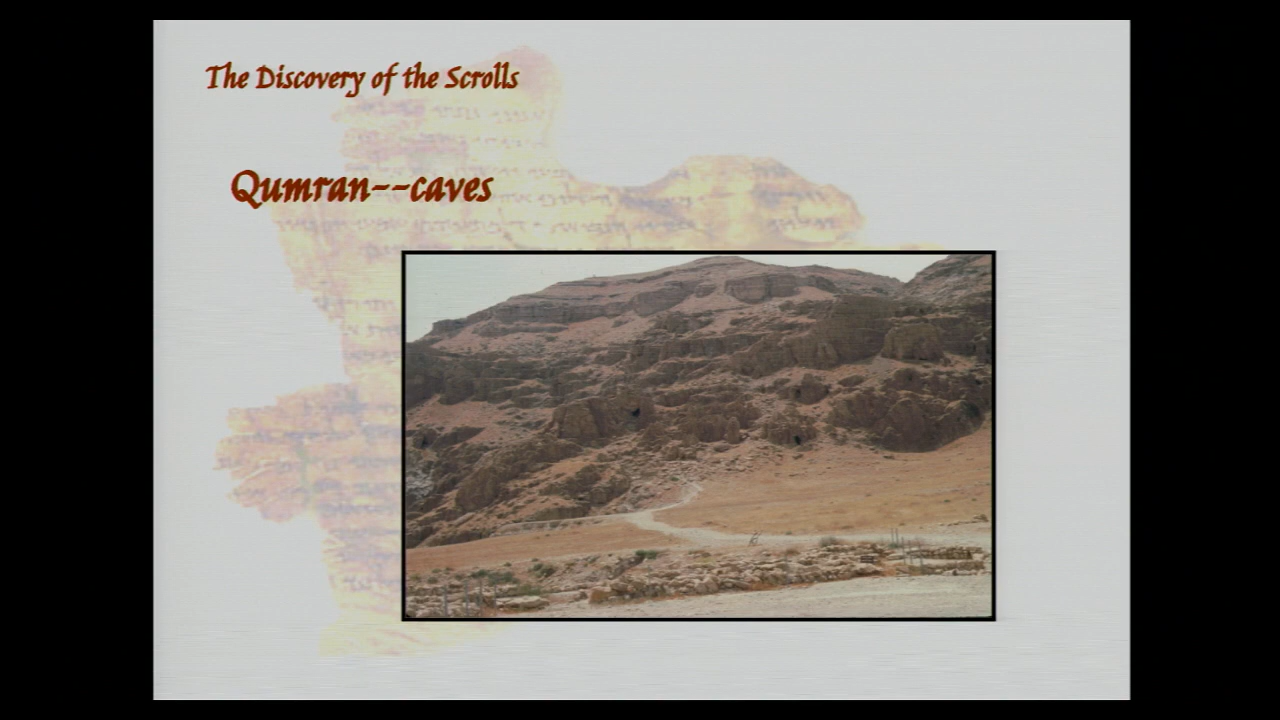 The Discovery of the Scrolls
Qumran--caves